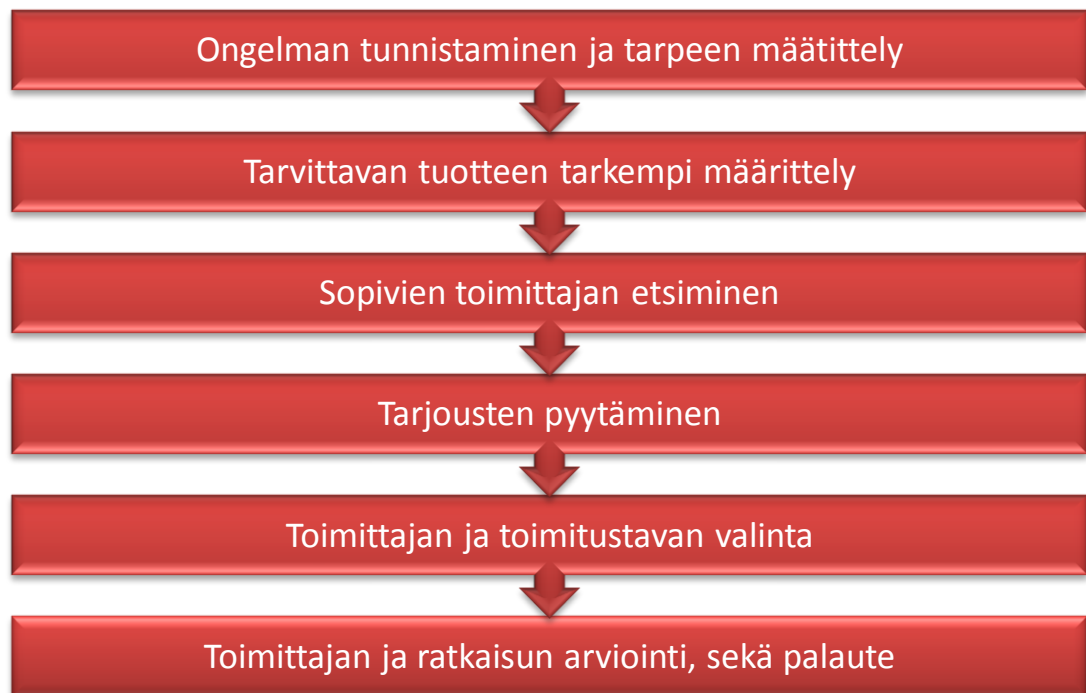 Ongelman tunnistaminen ja tarpeen määtittely
Tarvittavan tuotteen tarkempi määrittely
Sopivien toimittajan etsiminen
Tarjousten pyytäminen
Toimittajan ja toimitustavan valinta
Toimittajan ja ratkaisun arviointi, sekä palaute